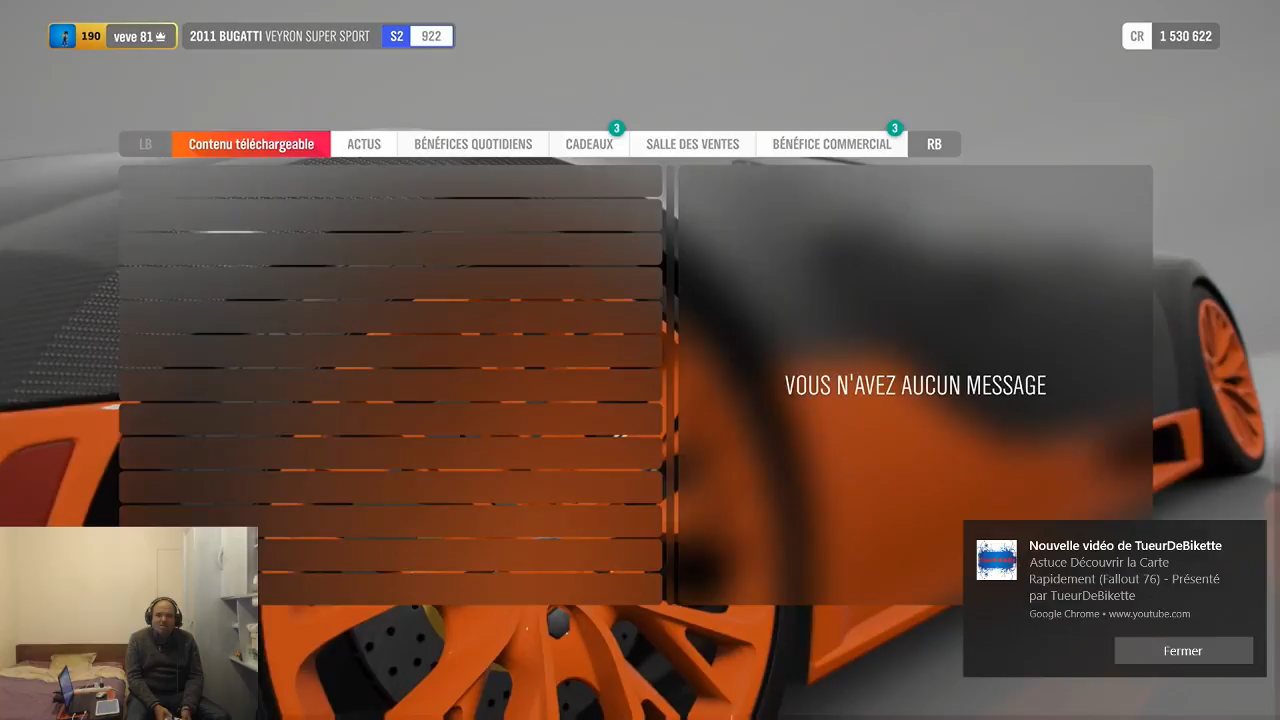 190 veve 81
2011 BUGATTI VEYRON SUPER SPORT S2 922
CR 1 530 622
LB Contenu téléchargeable ACTUS BÉNÉFICES QUOTIDIENS CADEAUX 3 SALLE DES VENTES BÉNÉFICE COMMERCIAL 3 RB
VOUS N'AVEZ AUCUN MESSAGE
Nouvelle vidéo de TueurDeBikette
Astuce Découvrir la Carte
Rapidement (Fallout 76) - Présenté
par TueurDeBikette
Google Chrome • www.youtube.com
Fermer